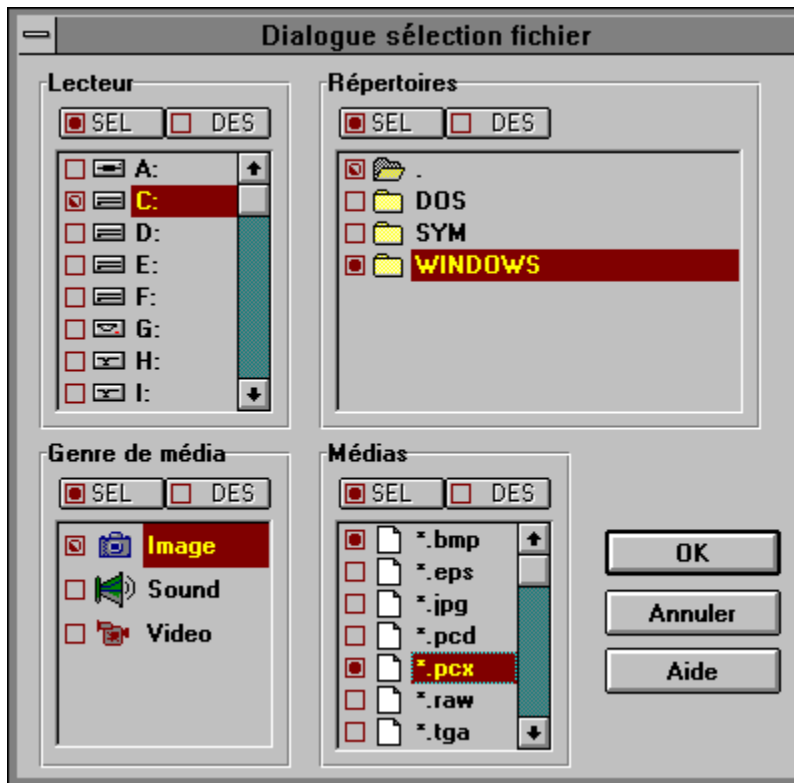 Dialogue sélection fichier
Lecteur
SEL DES
A:
C:
D:
E:
F:
G:
H:
I:
Répertoires
SEL DES
.
DOS
SYM
WINDOWS
Genre de média
SEL DES
Image
Sound
Video
Médias
SEL DES
*.bmp
*.eps
*.jpg
*.pcd
*.pcx
*.raw
*.tga
OK
Annuler
Aide